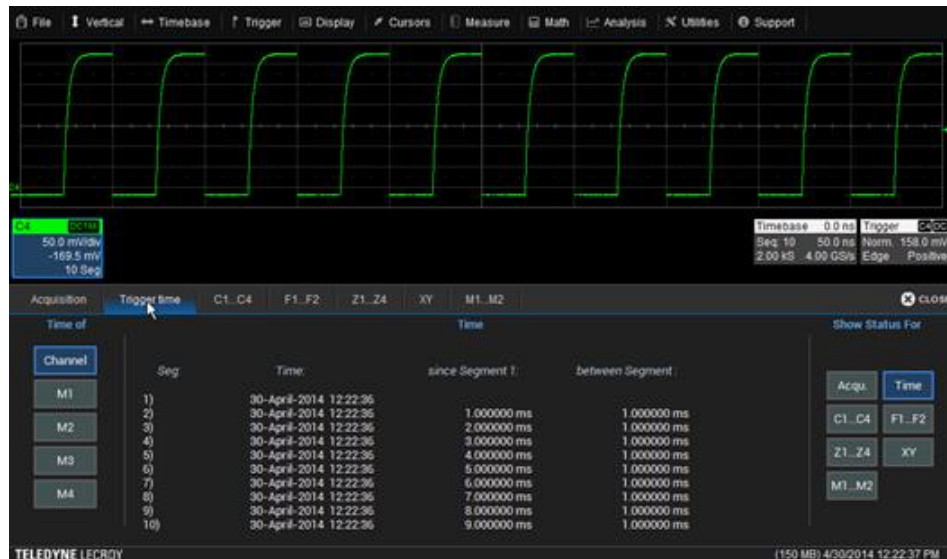 File Vertical Timebase Trigger Display Cursors Measure Math Analysis Utilities Support
C4
C4 DC1M
50.0 mV/div
-169.5 mV
10 Seg
Timebase 0.0 ns
Seq: 10 50.0 ns
2.00 kS 4.00 GS/s
Trigger C4 DC
Norm. 158.0 mV
Edge Positive
Acquisition Trigger time C1...C4 F1...F2 Z1...Z4 XY M1...M2 CLOSE
Time of Time Show Status For
Channel
M1
M2
M3
M4
Seg: Time: since Segment 1: between Segment :
1) 30-April-2014 12:22:36
2) 30-April-2014 12:22:36 1.000000 ms 1.000000 ms
3) 30-April-2014 12:22:36 2.000000 ms 1.000000 ms
4) 30-April-2014 12:22:36 3.000000 ms 1.000000 ms
5) 30-April-2014 12:22:36 4.000000 ms 1.000000 ms
6) 30-April-2014 12:22:36 5.000000 ms 1.000000 ms
7) 30-April-2014 12:22:36 6.000000 ms 1.000000 ms
8) 30-April-2014 12:22:36 7.000000 ms 1.000000 ms
9) 30-April-2014 12:22:36 8.000000 ms 1.000000 ms
10) 30-April-2014 12:22:36 9.000000 ms 1.000000 ms
Acqu. Time
C1...C4 F1...F2
Z1...Z4 XY
M1...M2
TELEDYNE LECROY (150 MB) 4/30/2014 12:22:37 PM